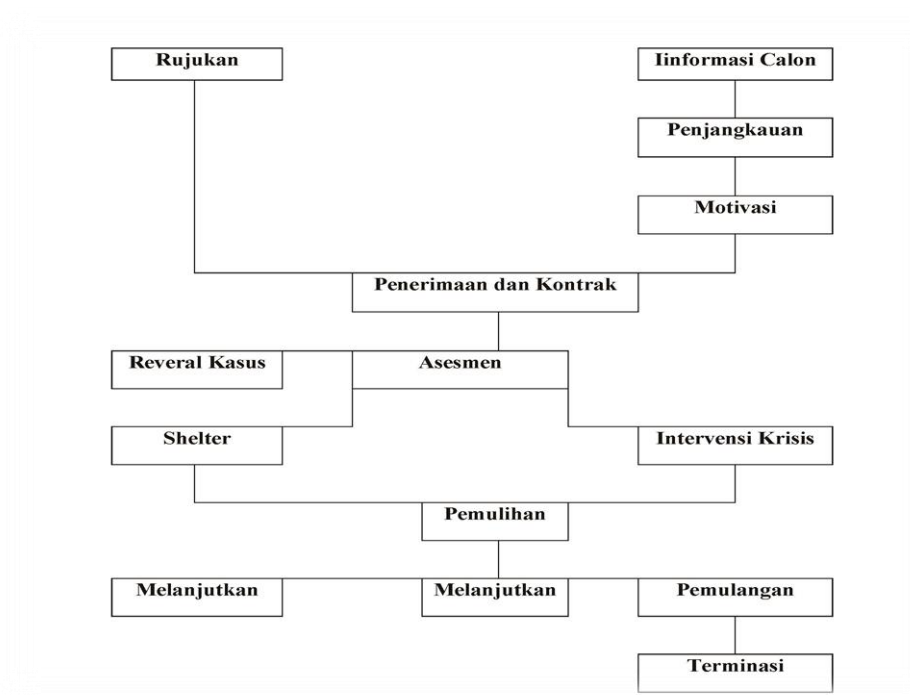 Rujukan
Iinformasi Calon
Penjangkauan
Motivasi
Penerimaan dan Kontrak
Reveral Kasus
Asesmen
Shelter
Intervensi Krisis
Pemulihan
Melanjutkan
Melanjutkan
Pemulangan
Terminasi